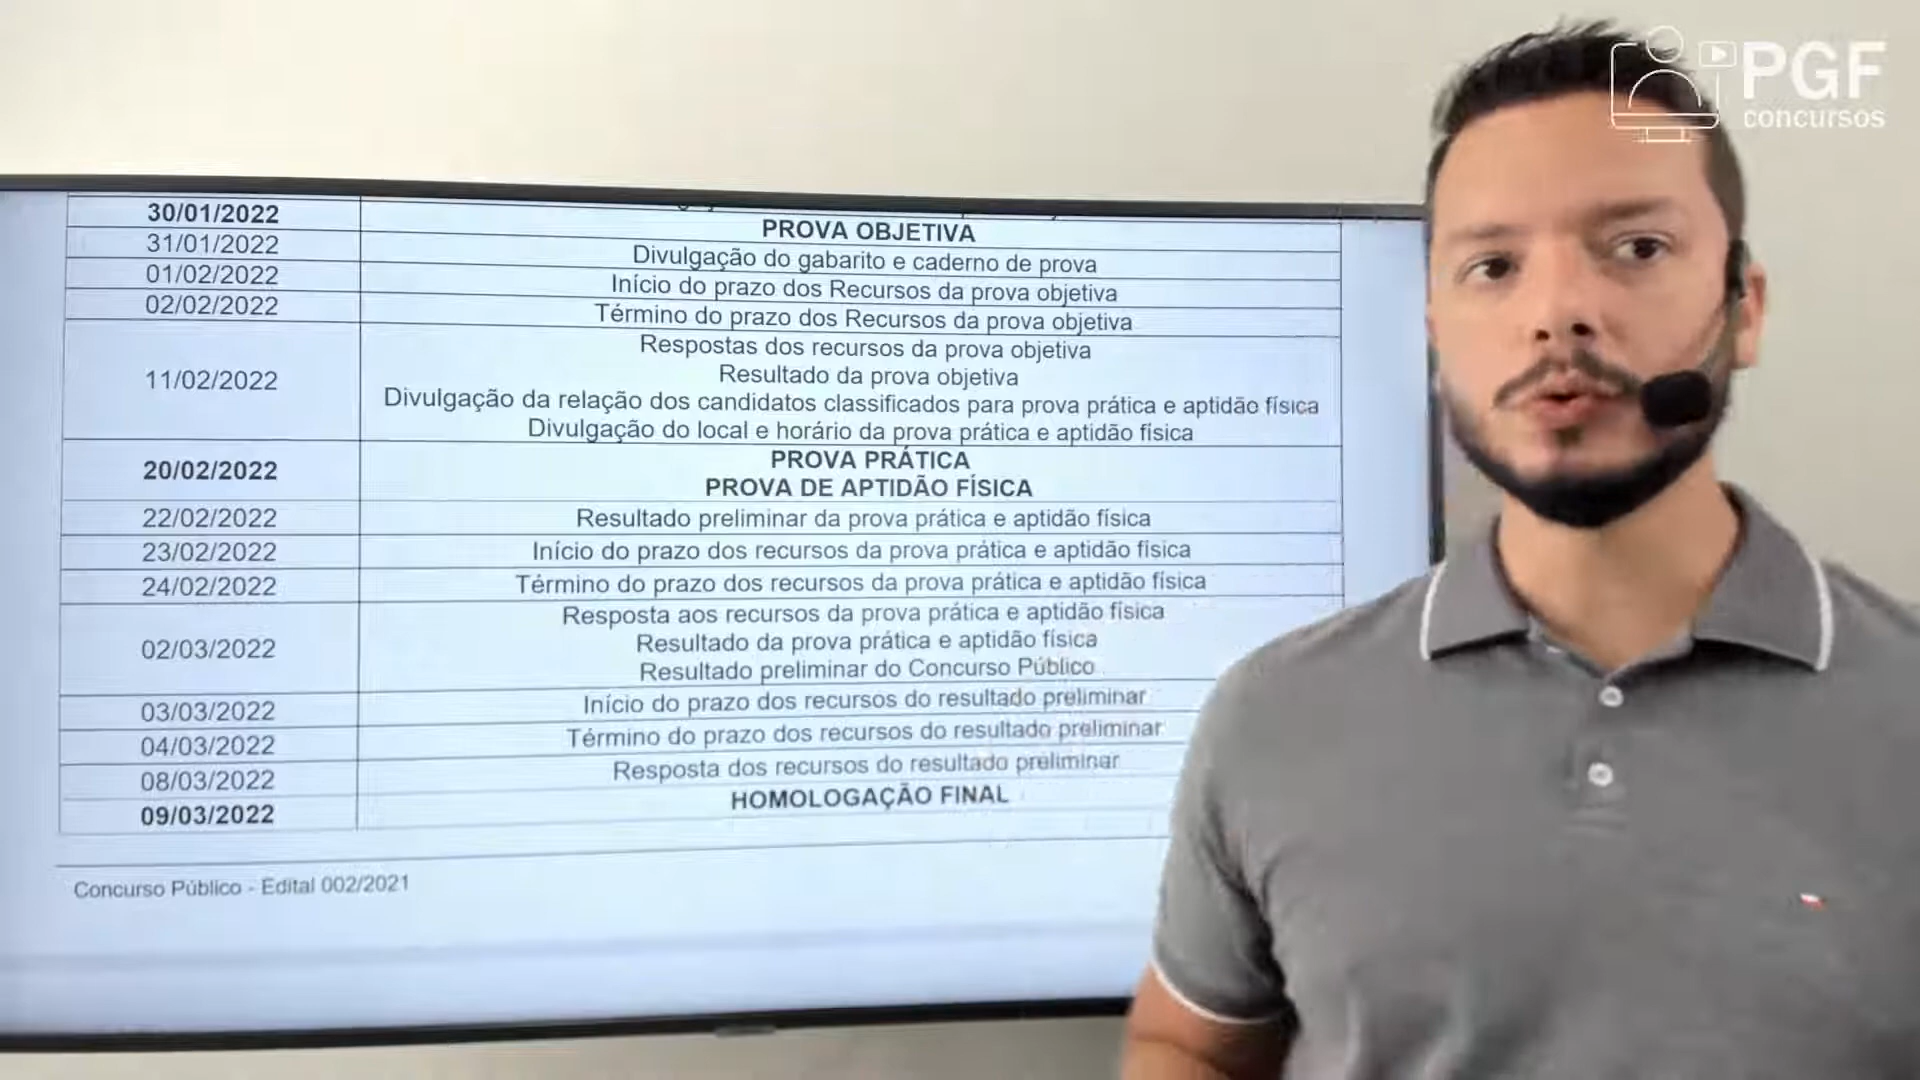 PGF
concursos
30/01/2022
PROVA OBJETIVA
31/01/2022
Divulgação do gabarito e caderno de prova
01/02/2022
Início do prazo dos Recursos da prova objetiva
02/02/2022
Término do prazo dos Recursos da prova objetiva
11/02/2022
Respostas dos recursos da prova objetiva
Resultado da prova objetiva
Divulgação da relação dos candidatos classificados para prova prática e aptidão física
Divulgação do local e horário da prova prática e aptidão física
20/02/2022
PROVA PRÁTICA
PROVA DE APTIDÃO FÍSICA
22/02/2022
Resultado preliminar da prova prática e aptidão física
23/02/2022
Início do prazo dos recursos da prova prática e aptidão física
24/02/2022
Término do prazo dos recursos da prova prática e aptidão física
02/03/2022
Resposta aos recursos da prova prática e aptidão física
Resultado da prova prática e aptidão física
Resultado preliminar do Concurso Público
03/03/2022
Início do prazo dos recursos do resultado preliminar
04/03/2022
Término do prazo dos recursos do resultado preliminar
08/03/2022
Resposta dos recursos do resultado preliminar
09/03/2022
HOMOLOGAÇÃO FINAL
Concurso Público - Edital 002/2021